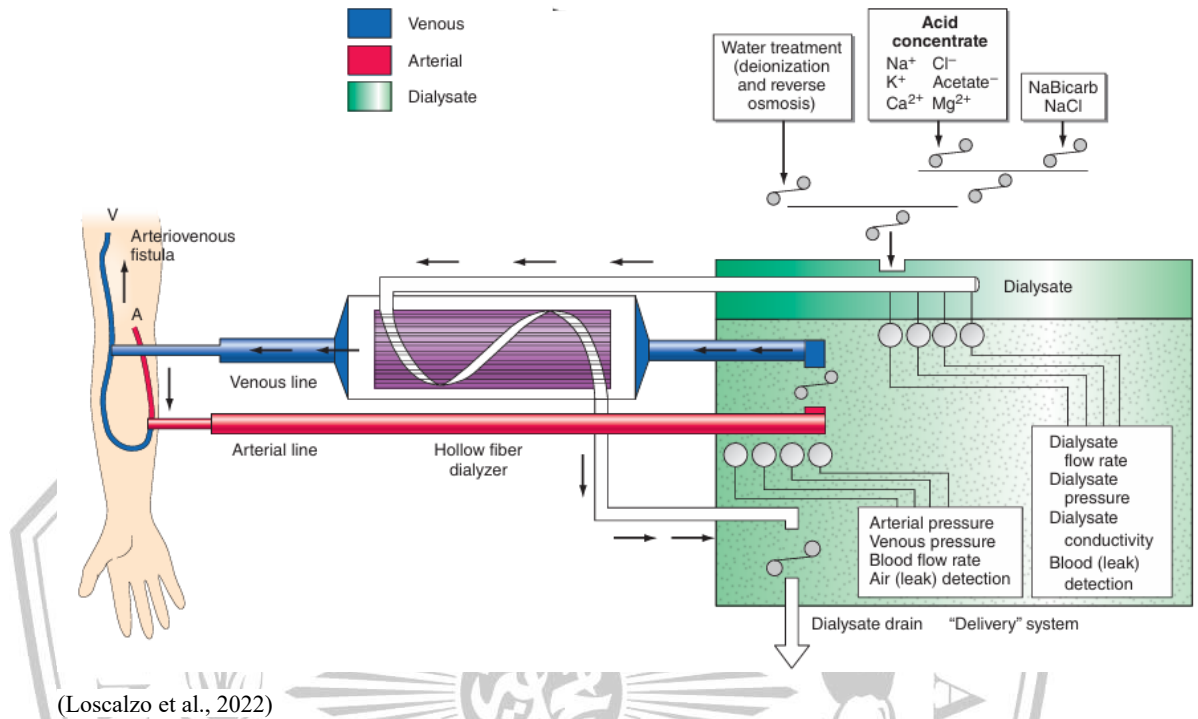 Venous
Arterial
Dialysate
Water treatment
(deionization
and reverse
osmosis)
Acid
concentrate
Na⁺ Cl⁻
K⁺ Acetate⁻
Ca²⁺ Mg²⁺
NaBicarb
NaCl
V
Arteriovenous
fistula
A
Dialysate
Venous line
Arterial line
Hollow fiber
dialyzer
Arterial pressure
Venous pressure
Blood flow rate
Air (leak) detection
Dialysate
flow rate
Dialysate
pressure
Dialysate
conductivity
Blood (leak)
detection
Dialysate drain
"Delivery" system
(Loscalzo et al., 2022)